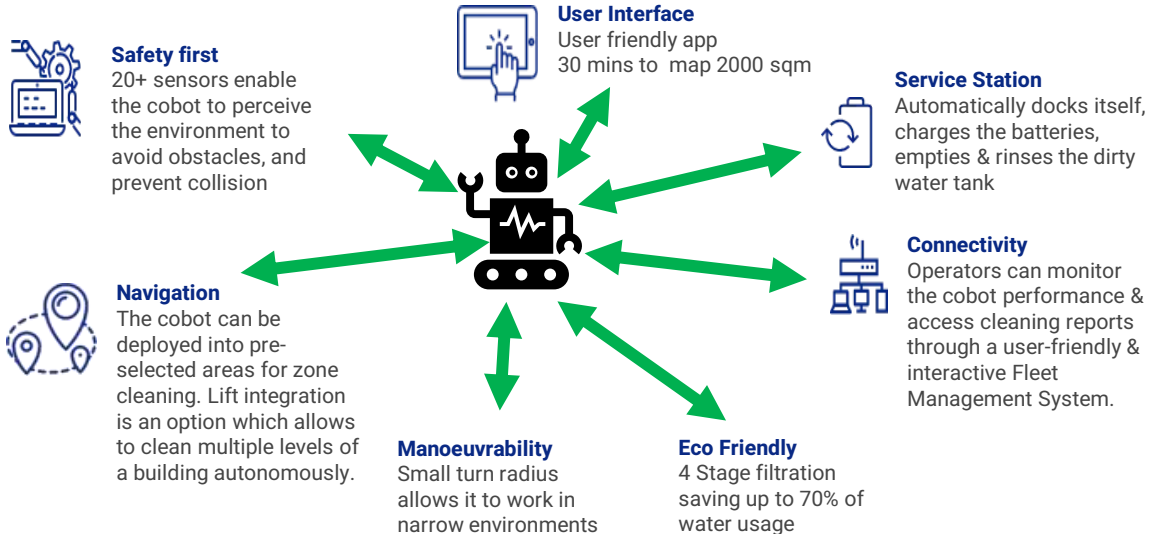 Safety first
20+ sensors enable
the cobot to perceive
the environment to
avoid obstacles, and
prevent collision
User Interface
User friendly app
30 mins to  map 2000 sqm
Service Station
Automatically docks itself,
charges the batteries,
empties & rinses the dirty
water tank
Connectivity
Operators can monitor
the cobot performance &
access cleaning reports
through a user-friendly &
interactive Fleet
Management System.
Navigation
The cobot can be
deployed into pre-
selected areas for zone
cleaning. Lift integration
is an option which allows
to clean multiple levels of
a building autonomously.
Manoeuvrability
Small turn radius
allows it to work in
narrow environments
Eco Friendly
4 Stage filtration
saving up to 70% of
water usage